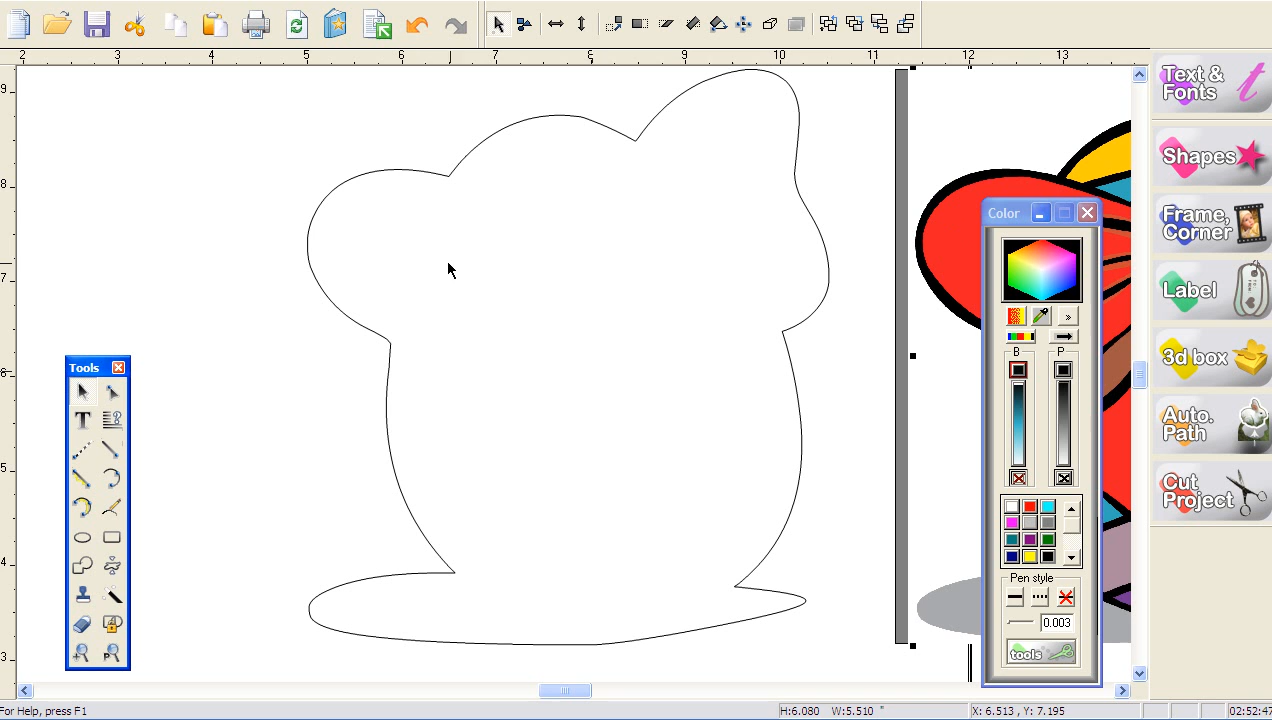 2 3 4 5 6 7 8 9 10 11 12 13
9
8
7
6
5
4
3
Tools
T
Color
»
B P
Pen style
0.003
tools
Text &
Fonts
Shapes
Frame,
Corner
Label
3d box
Auto.
Path
Cut
Project
For Help, press F1
H:6.080 W:5.510 "
X: 6.513 , Y: 7.195
02:52:47